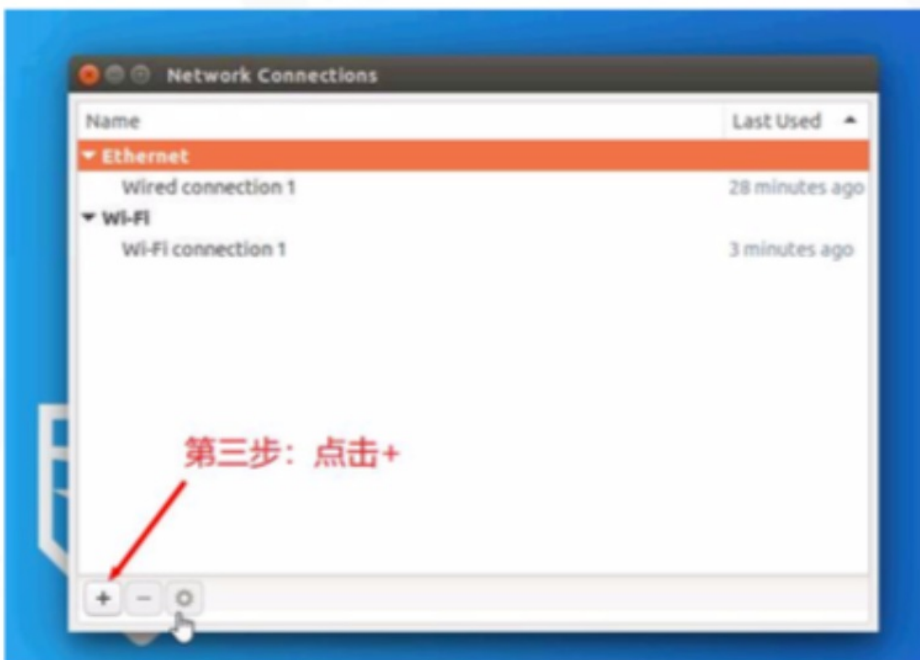 Network Connections
Name Last Used
Ethernet
Wired connection 1 28 minutes ago
Wi-Fi
Wi-Fi connection 1 3 minutes ago
第三步：点击+